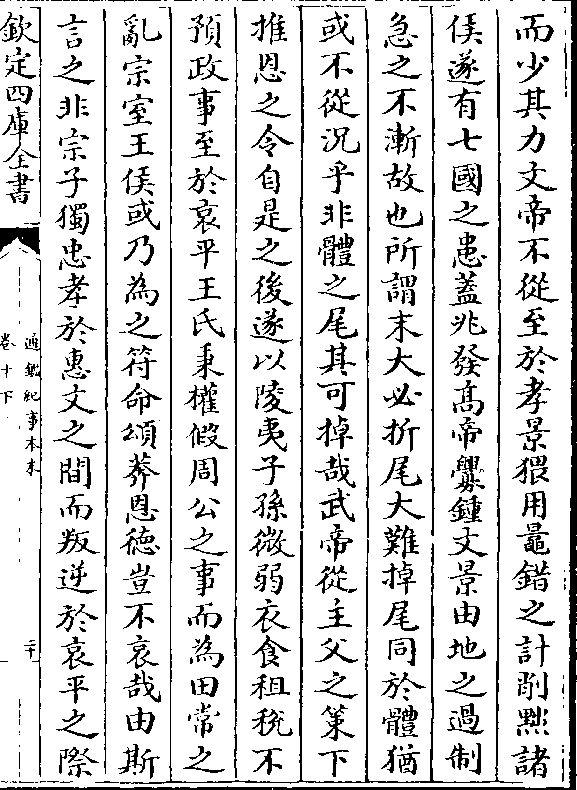 而少其力文帝不從至於孝景猥用鼂錯之計削黜諸
侯遂有七國之患蓋兆發髙帝釁鍾文景由地之過制
急之不漸故也所謂末大必折尾大難掉尾同於體猶
或不從況乎非體之尾其可掉哉武帝從主父之策下
推恩之令自是之後遂以陵夷子孫微弱衣食租稅不
預政事至於哀平王氏秉權假周公之事而為田常之
亂宗室王侯或乃為之符命頌莽恩德豈不哀哉由斯
言之非宗子獨忠孝於惠文之間而叛逆於哀平之際
欽定四庫全書
通鑑紀事本末
卷十下